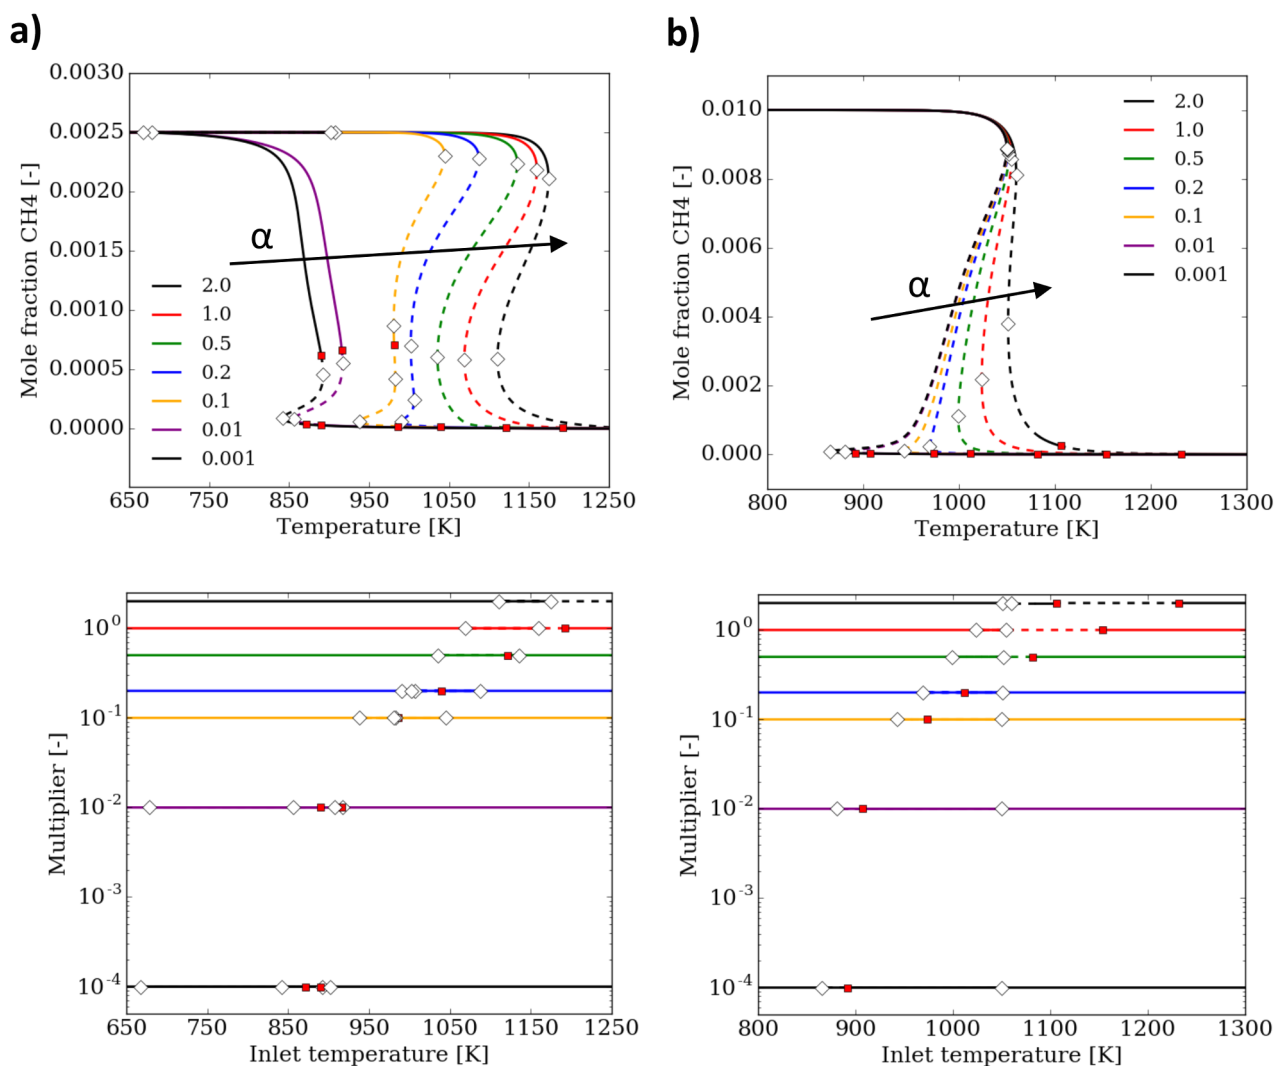 a)
0.0030
0.0025
0.0020
0.0015
0.0010
0.0005
0.0000
Mole fraction CH4 [-]
α
2.0
1.0
0.5
0.2
0.1
0.01
0.001
650 750 850 950 1050 1150 1250
Temperature [K]
b)
0.010
0.008
0.006
0.004
0.002
0.000
Mole fraction CH4 [-]
2.0
1.0
0.5
0.2
0.1
0.01
0.001
α
800 900 1000 1100 1200 1300
Temperature [K]
10⁰
10⁻¹
10⁻²
10⁻³
10⁻⁴
Multiplier [-]
650 750 850 950 1050 1150 1250
Inlet temperature [K]
10⁰
10⁻¹
10⁻²
10⁻³
10⁻⁴
Multiplier [-]
800 900 1000 1100 1200 1300
Inlet temperature [K]